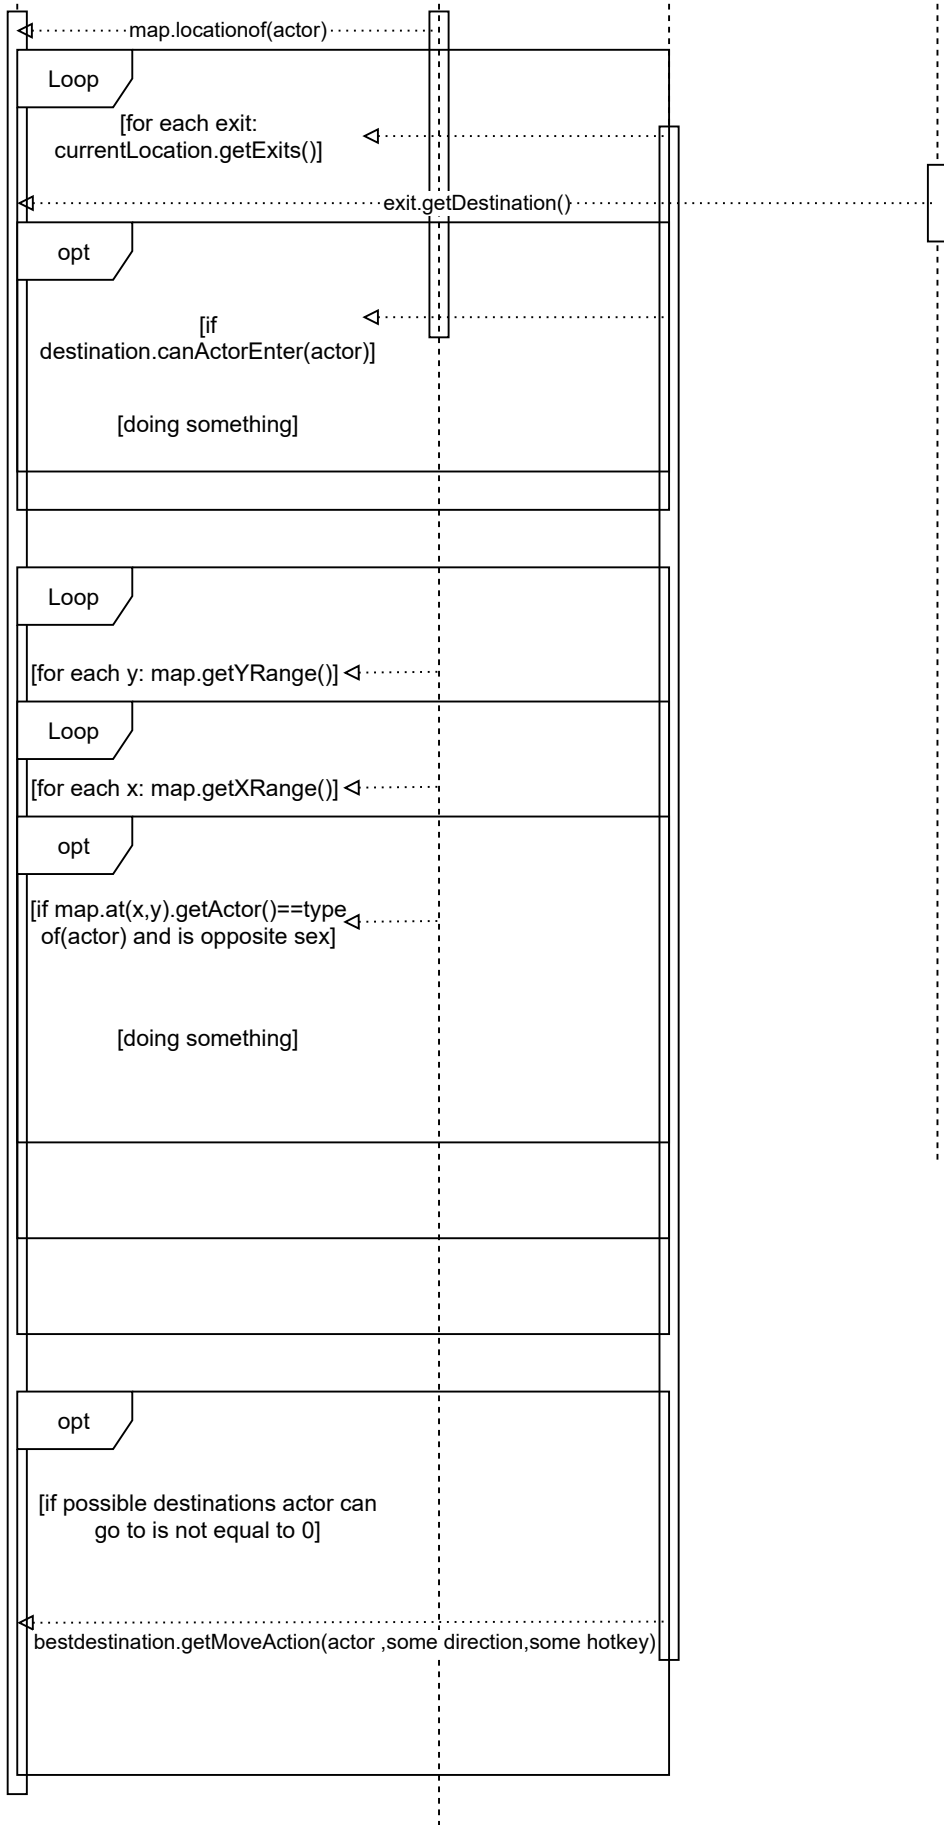 map.locationof(actor)
Loop
[for each exit:
currentLocation.getExits()]
exit.getDestination()
opt
[if
destination.canActorEnter(actor)]
[doing something]
Loop
[for each y: map.getYRange()]
Loop
[for each x: map.getXRange()]
opt
[if map.at(x,y).getActor()==type
of(actor) and is opposite sex]
[doing something]
opt
[if possible destinations actor can
go to is not equal to 0]
bestdestination.getMoveAction(actor ,some direction,some hotkey)